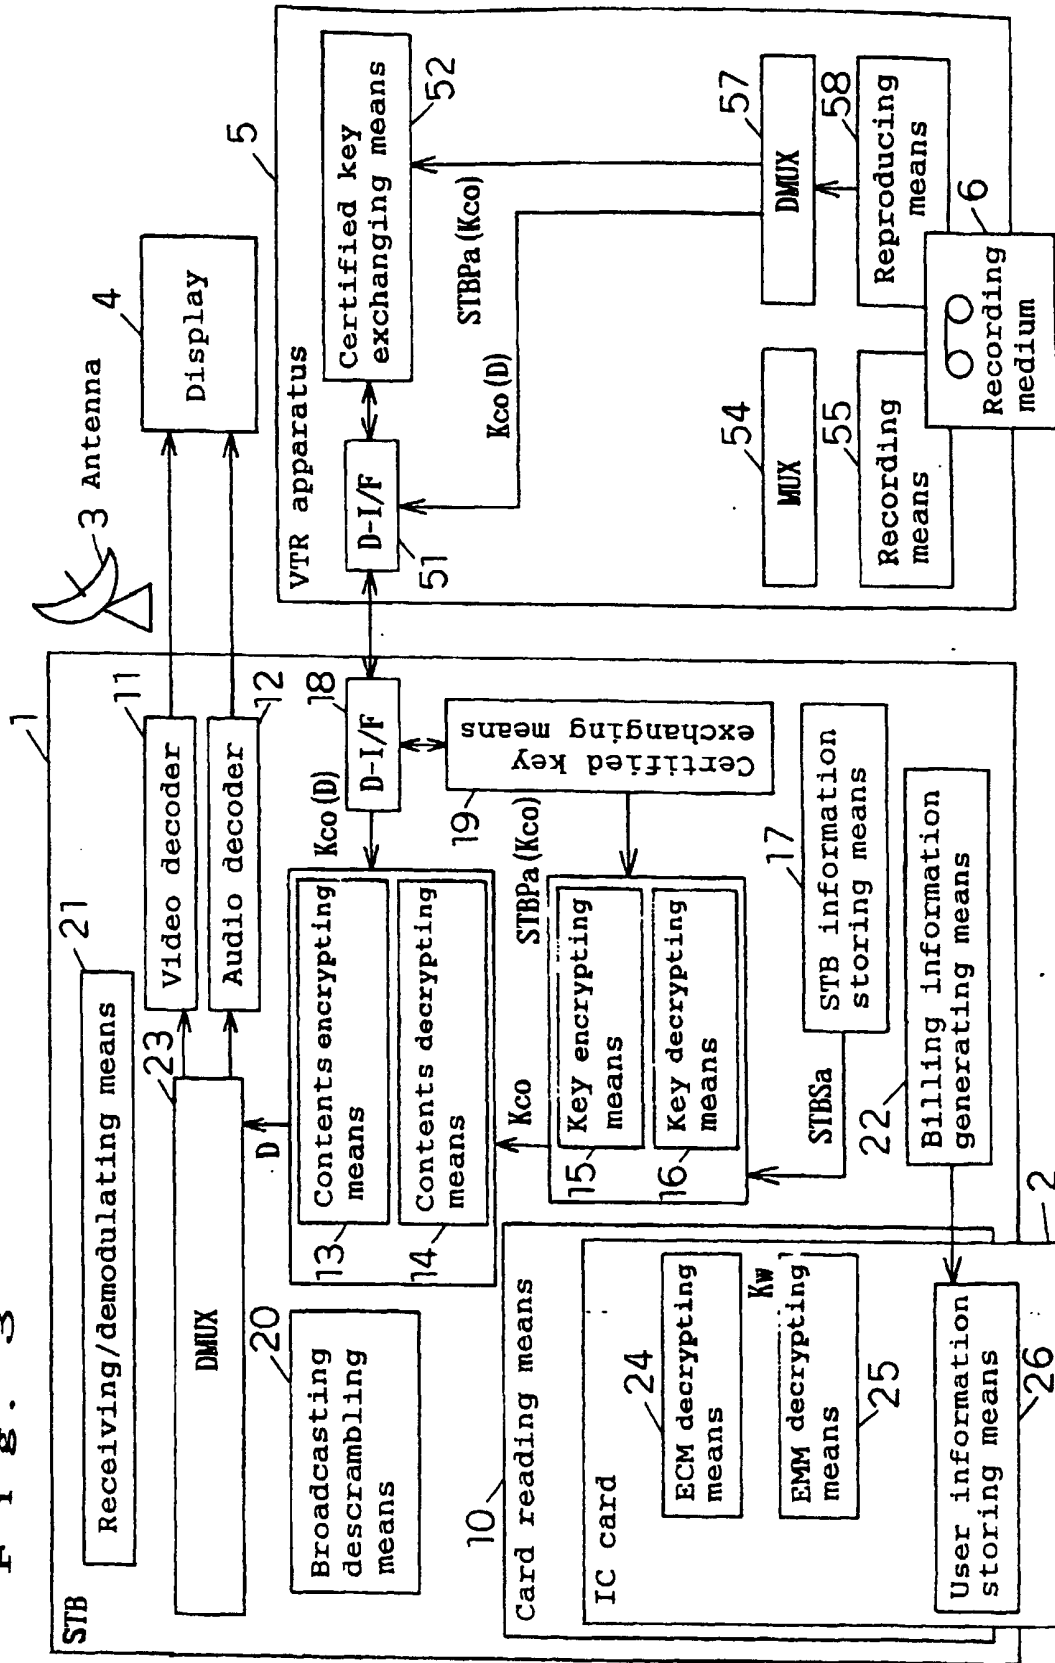 Fig. 3
STB
1
Receiving/demodulating means
21
DMUX
23
Video decoder
11
Audio decoder
12
3 Antenna
4
Display
Broadcasting
descrambling
means
20
D
Contents encrypting
means
13
Contents decrypting
means
14
Kco(D)
D-I/F
18
Certified key
exchanging means
19
STBPa(Kco)
Kco
Key encrypting
means
15
Key decrypting
means
16
STBSa
STB information
storing means
17
Billing information
generating means
22
10
Card reading means
IC card
2
ECM decrypting
means
24
Kw
EMM decrypting
means
25
User information
storing means
26
5
VTR apparatus
D-I/F
51
Certified key
exchanging means
52
STBPa(Kco)
Kco(D)
MUX
54
DMUX
57
Recording
means
55
Reproducing
means
58
Recording
medium
6